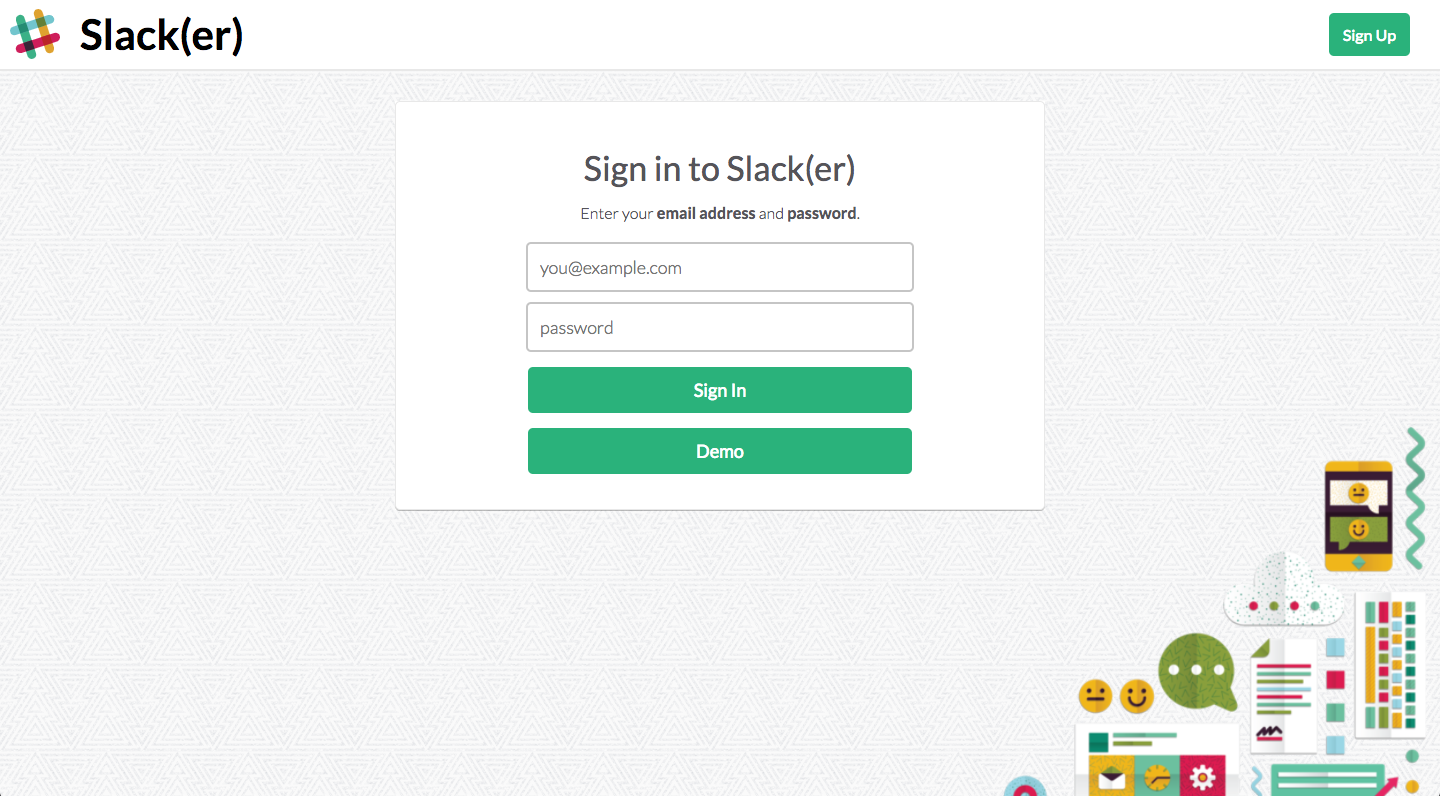 Slack(er)
Sign Up
Sign in to Slack(er)
Enter your email address and password.
you@example.com
password
Sign In
Demo